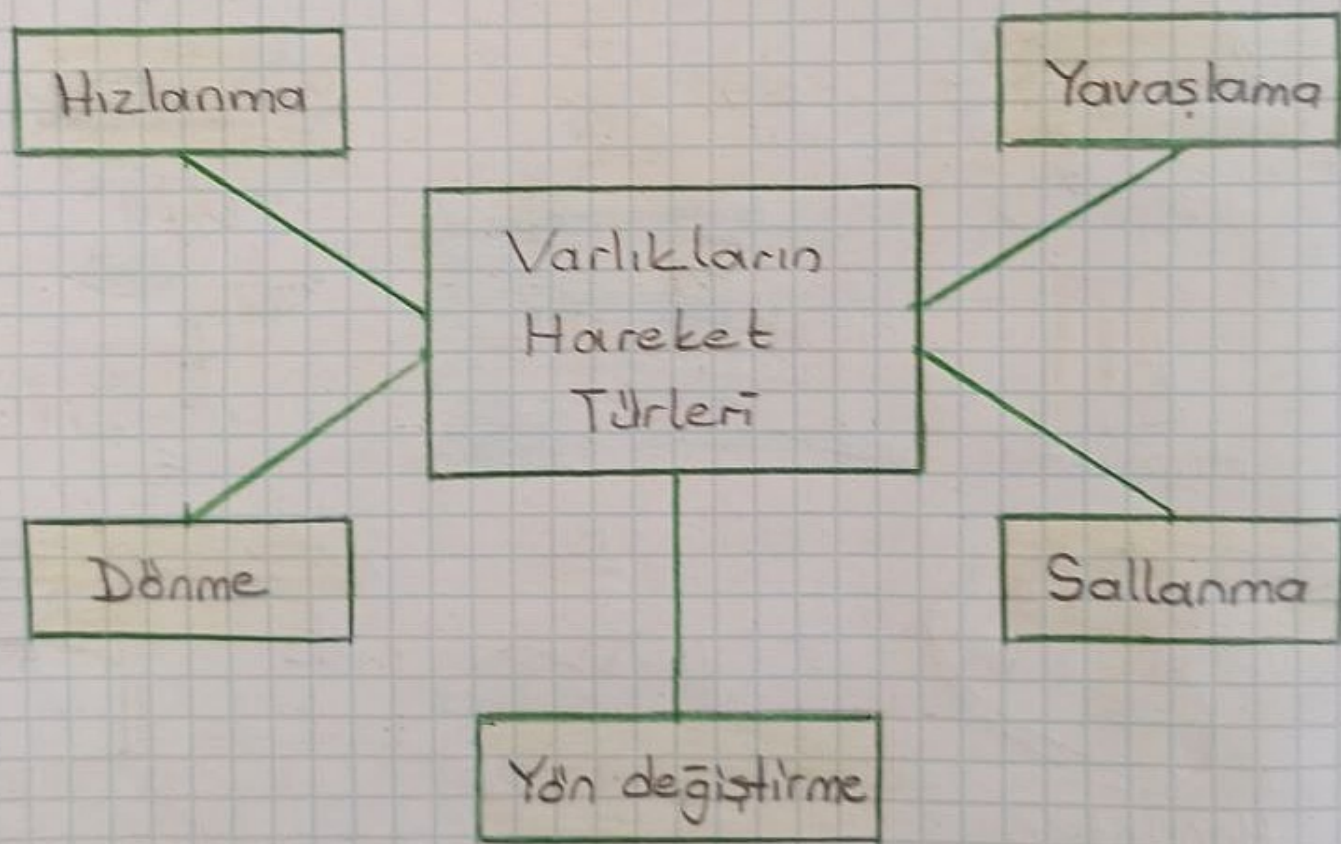 Hızlanma
Yavaşlama
Varlıkların
Hareket
Türleri
Dönme
Sallanma
Yön değiştirme